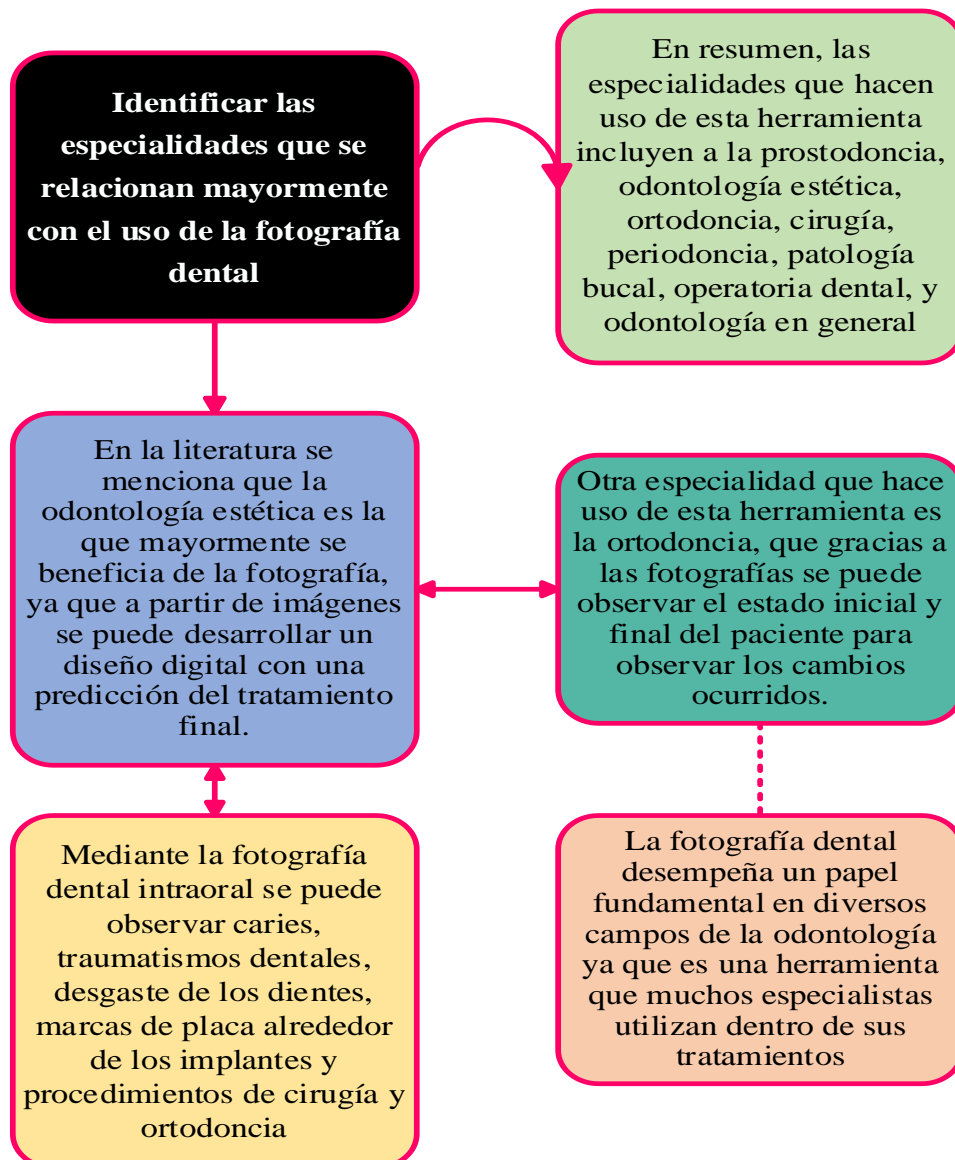 Identificar las
especialidades que se
relacionan mayormente
con el uso de la fotografía
dental
En resumen, las
especialidades que hacen
uso de esta herramienta
incluyen a la prostodoncia,
odontología estética,
ortodoncia, cirugía,
periodoncia, patología
bucal, operatoria dental, y
odontología en general
En la literatura se
menciona que la
odontología estética es la
que mayormente se
beneficia de la fotografía,
ya que a partir de imágenes
se puede desarrollar un
diseño digital con una
predicción del tratamiento
final.
Otra especialidad que hace
uso de esta herramienta es
la ortodoncia, que gracias a
las fotografías se puede
observar el estado inicial y
final del paciente para
observar los cambios
ocurridos.
Mediante la fotografía
dental intraoral se puede
observar caries,
traumatismos dentales,
desgaste de los dientes,
marcas de placa alrededor
de los implantes y
procedimientos de cirugía y
ortodoncia
La fotografía dental
desempeña un papel
fundamental en diversos
campos de la odontología
ya que es una herramienta
que muchos especialistas
utilizan dentro de sus
tratamientos